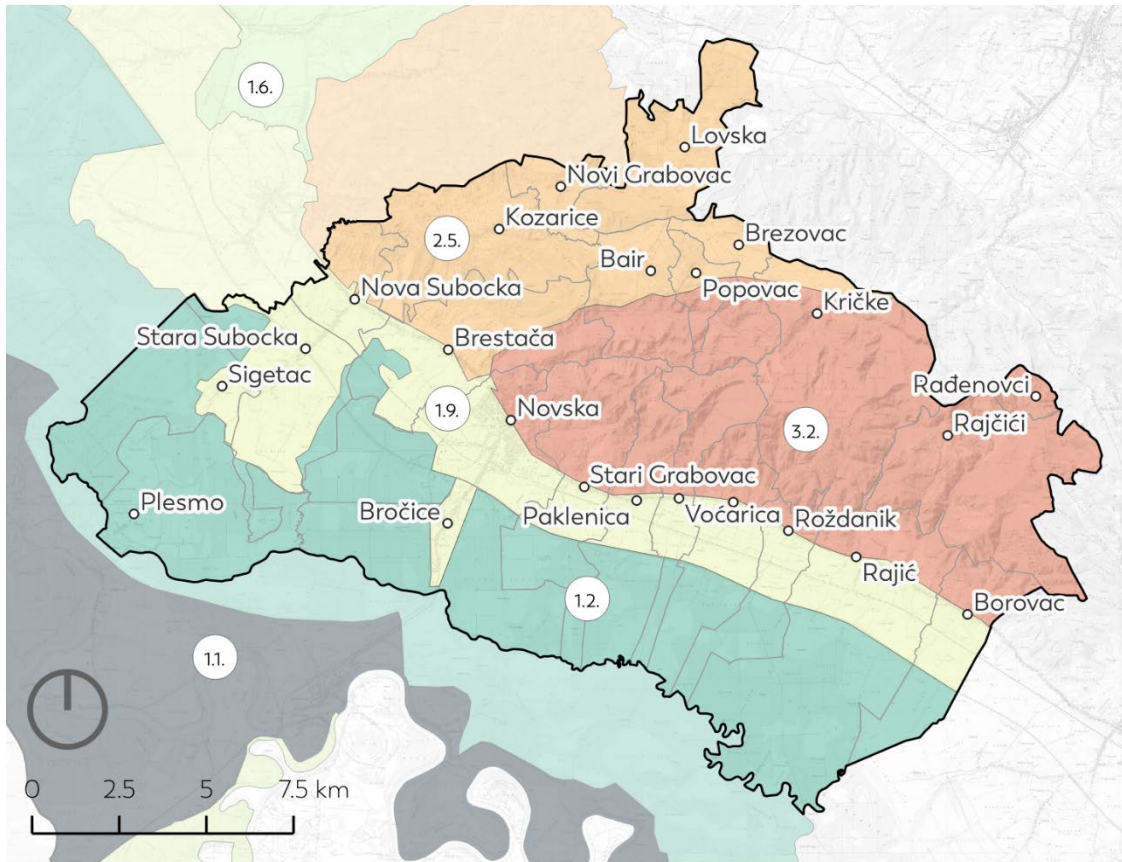 1.6.
Lovska
Novi Grabovac
Kozarice
2.5.
Brezovac
Bair
Popovac
Nova Subocka
Kričke
Stara Subocka
Brestača
Sigetac
Rađenovci
1.9.
Novska
3.2.
Rajčići
Stari Grabovac
Plesmo
Bročice
Paklenica
Voćarica
Roždanik
Rajić
1.2.
Borovac
1.1.
0 2.5 5 7.5 km